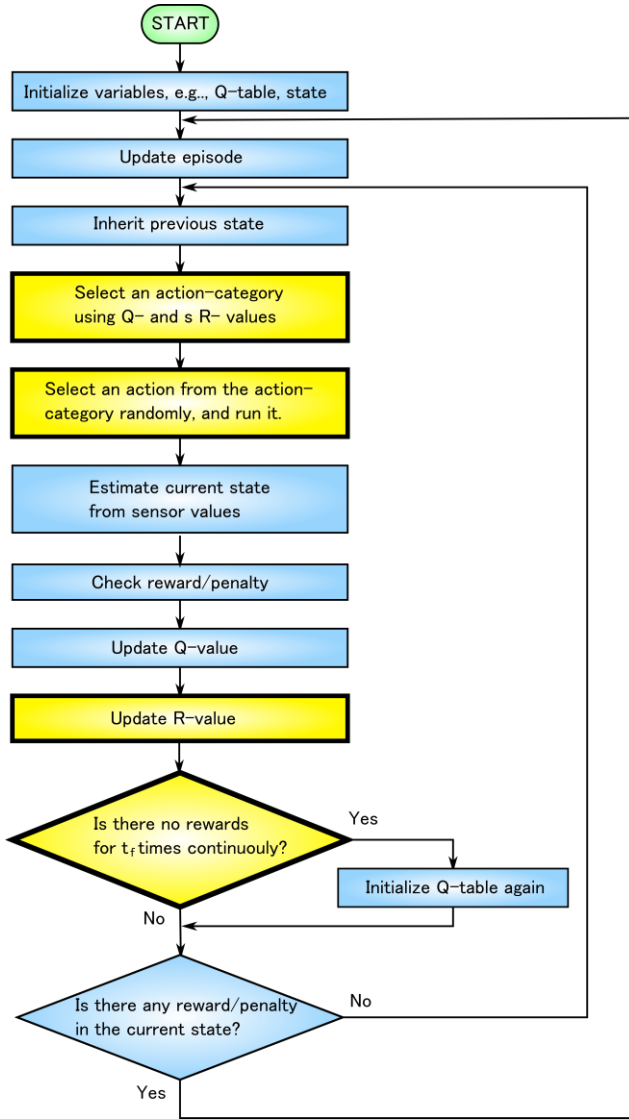 START
Initialize variables, e.g.., Q-table, state
Update episode
Inherit previous state
Select an action-category
using Q- and s R- values
Select an action from the action-
category randomly, and run it.
Estimate current state
from sensor values
Check reward/penalty
Update Q-value
Update R-value
Is there no rewards
for tf times continuouly?
Yes
Initialize Q-table again
No
Is there any reward/penalty
in the current state?
No
Yes